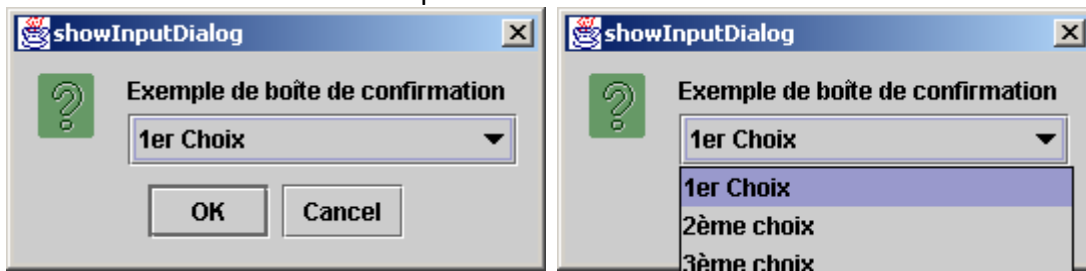 showInputDialog
Exemple de boîte de confirmation
1er Choix
OK Cancel
showInputDialog
Exemple de boîte de confirmation
1er Choix
1er Choix
2ème choix
3ème choix